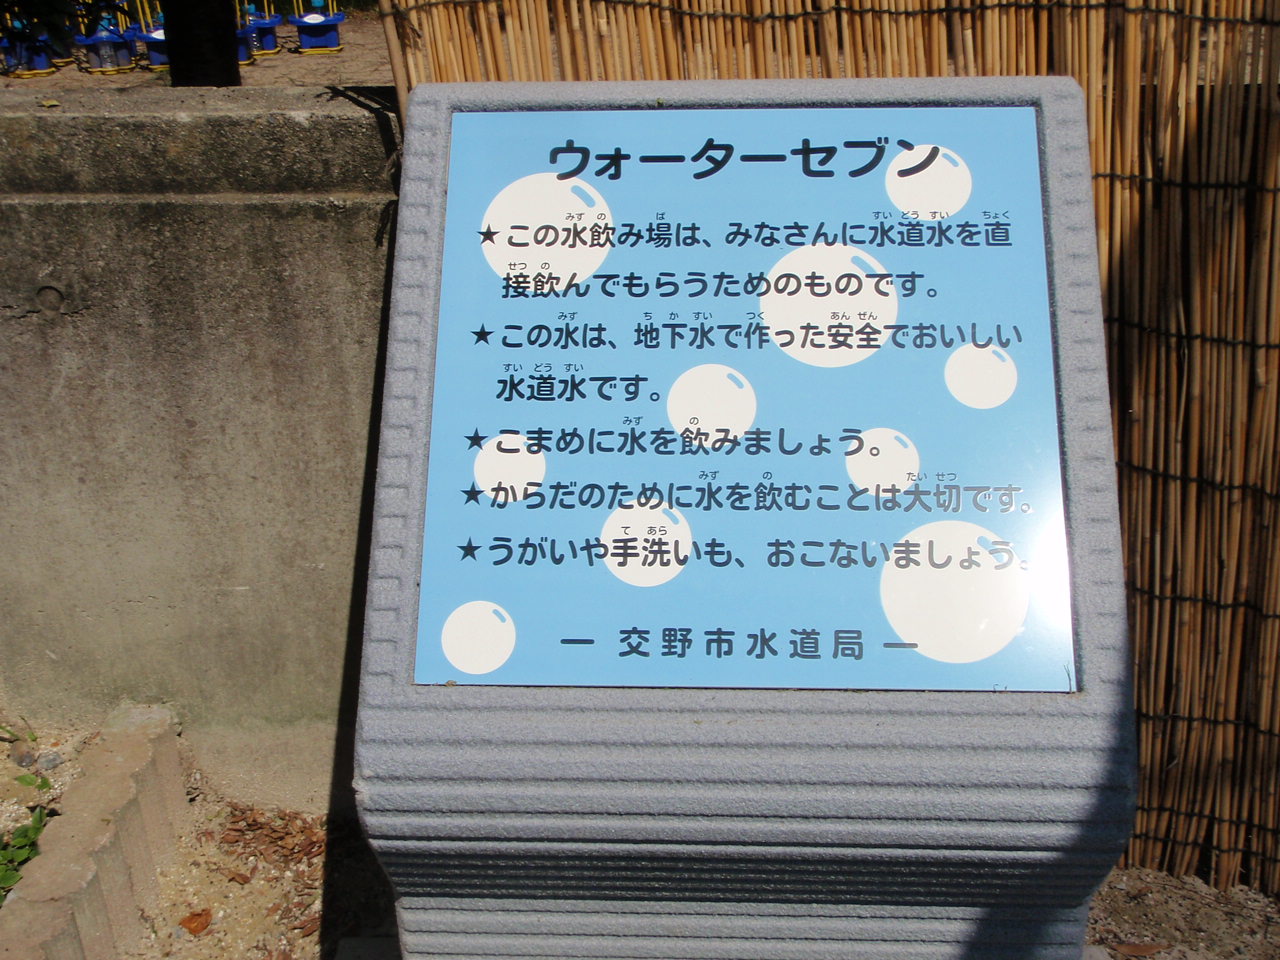 ウォーターセブン
★この水飲み場は、みなさんに水道水を直
接飲んでもらうためのものです。
★この水は、地下水で作った安全でおいしい
水道水です。
★こまめに水を飲みましょう。
★からだのために水を飲むことは大切です。
★うがいや手洗いも、おこないましょう。
― 交野市水道局 ―